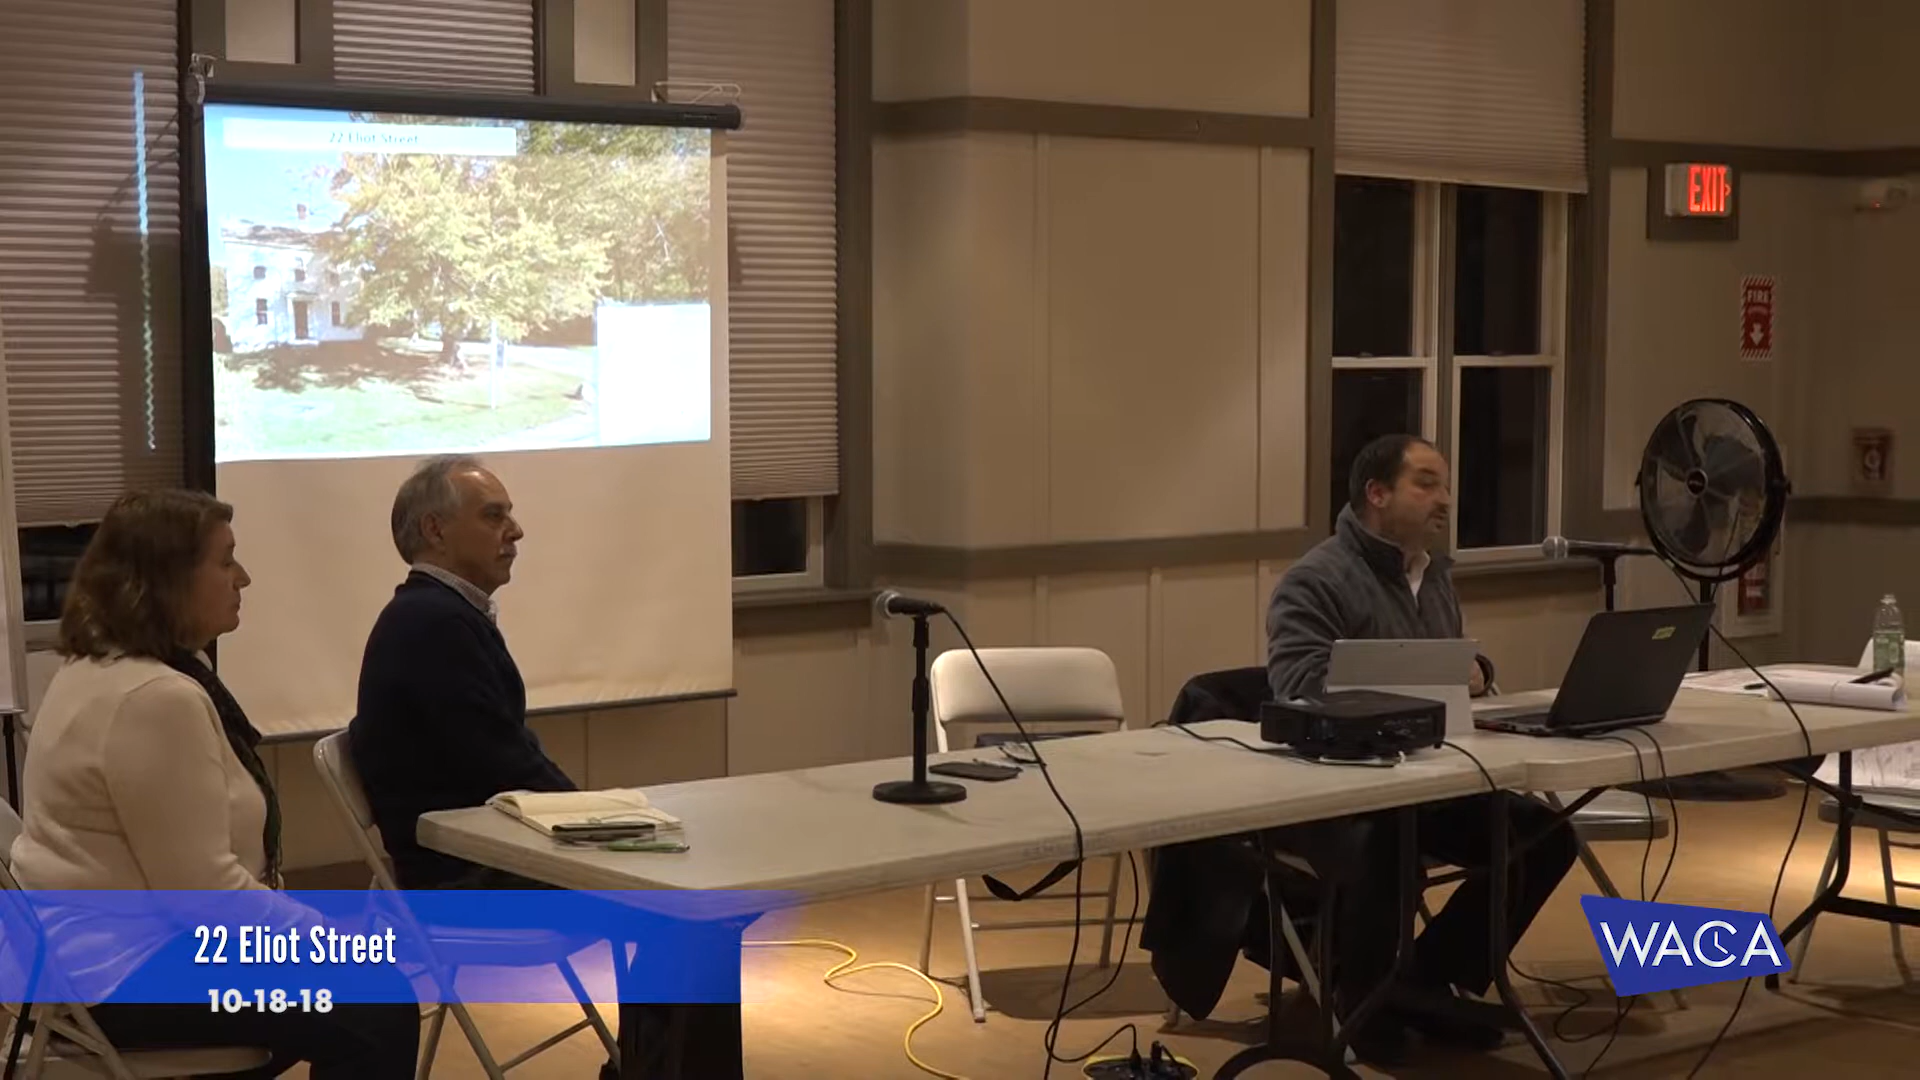 22 Eliot Street
EXIT
FIRE
22 Eliot Street
10-18-18
WACA